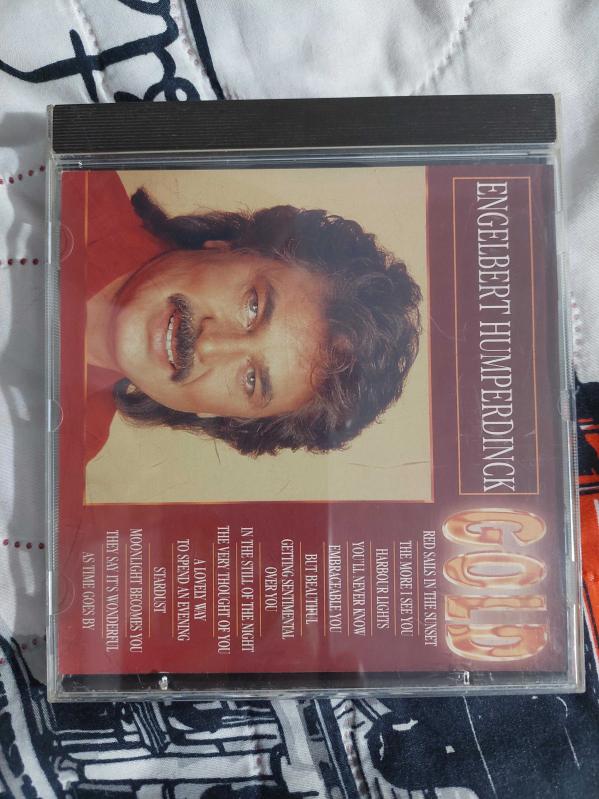 ENGELBERT HUMPERDINCK
GOLD
RED SAILS IN THE SUNSET
THE MORE I SEE YOU
HARBOUR LIGHTS
YOU'LL NEVER KNOW
EMBRACEABLE YOU
BUT BEAUTIFUL
GETTING SENTIMENTAL
OVER YOU
IN THE STILL OF THE NIGHT
THE VERY THOUGHT OF YOU
A LOVELY WAY
TO SPEND AN EVENING
STARDUST
MOONLIGHT BECOMES YOU
THEY SAY IT'S WONDERFUL
AS TIME GOES BY